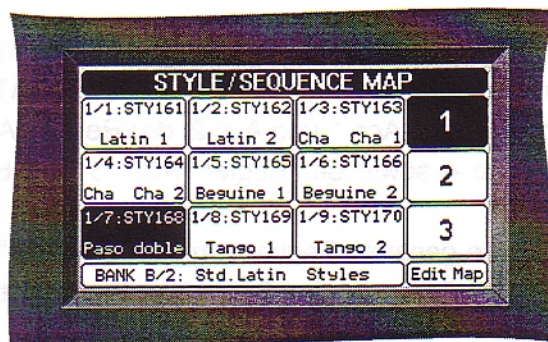 STYLE/SEQUENCE MAP
1/1:STY161 1/2:STY162 1/3:STY163 1
Latin 1 Latin 2 Cha Cha 1
1/4:STY164 1/5:STY165 1/6:STY166 2
Cha Cha 2 Beguine 1 Beguine 2
1/7:STY168 1/8:STY169 1/9:STY170 3
Paso doble Tango 1 Tango 2
BANK B/2: Std.Latin Styles Edit Map